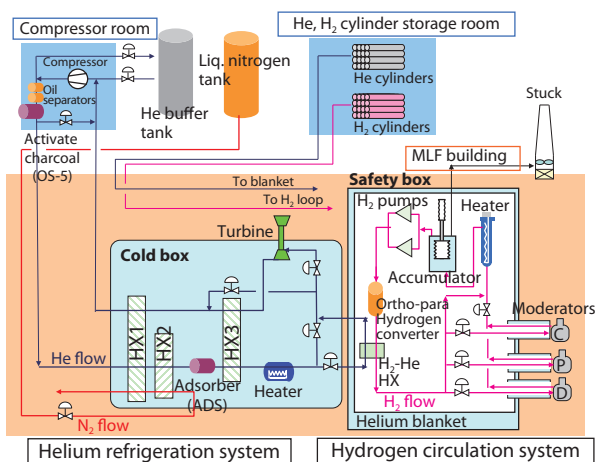 Compressor room
He, H2 cylinder storage room
Compressor
Oil
separators
Activate
charcoal
(OS-5)
He buffer
tank
Liq. nitrogen
tank
He cylinders
H2 cylinders
Stuck
MLF building
To blanket
To H2 loop
Safety box
H2 pumps
Heater
Turbine
Cold box
Accumulator
Ortho-para
Hydrogen
converter
Moderators
HX1
HX2
HX3
C
P
D
He flow
Adsorber
(ADS)
Heater
H2-He
HX
H2 flow
N2 flow
Helium blanket
Helium refrigeration system
Hydrogen circulation system